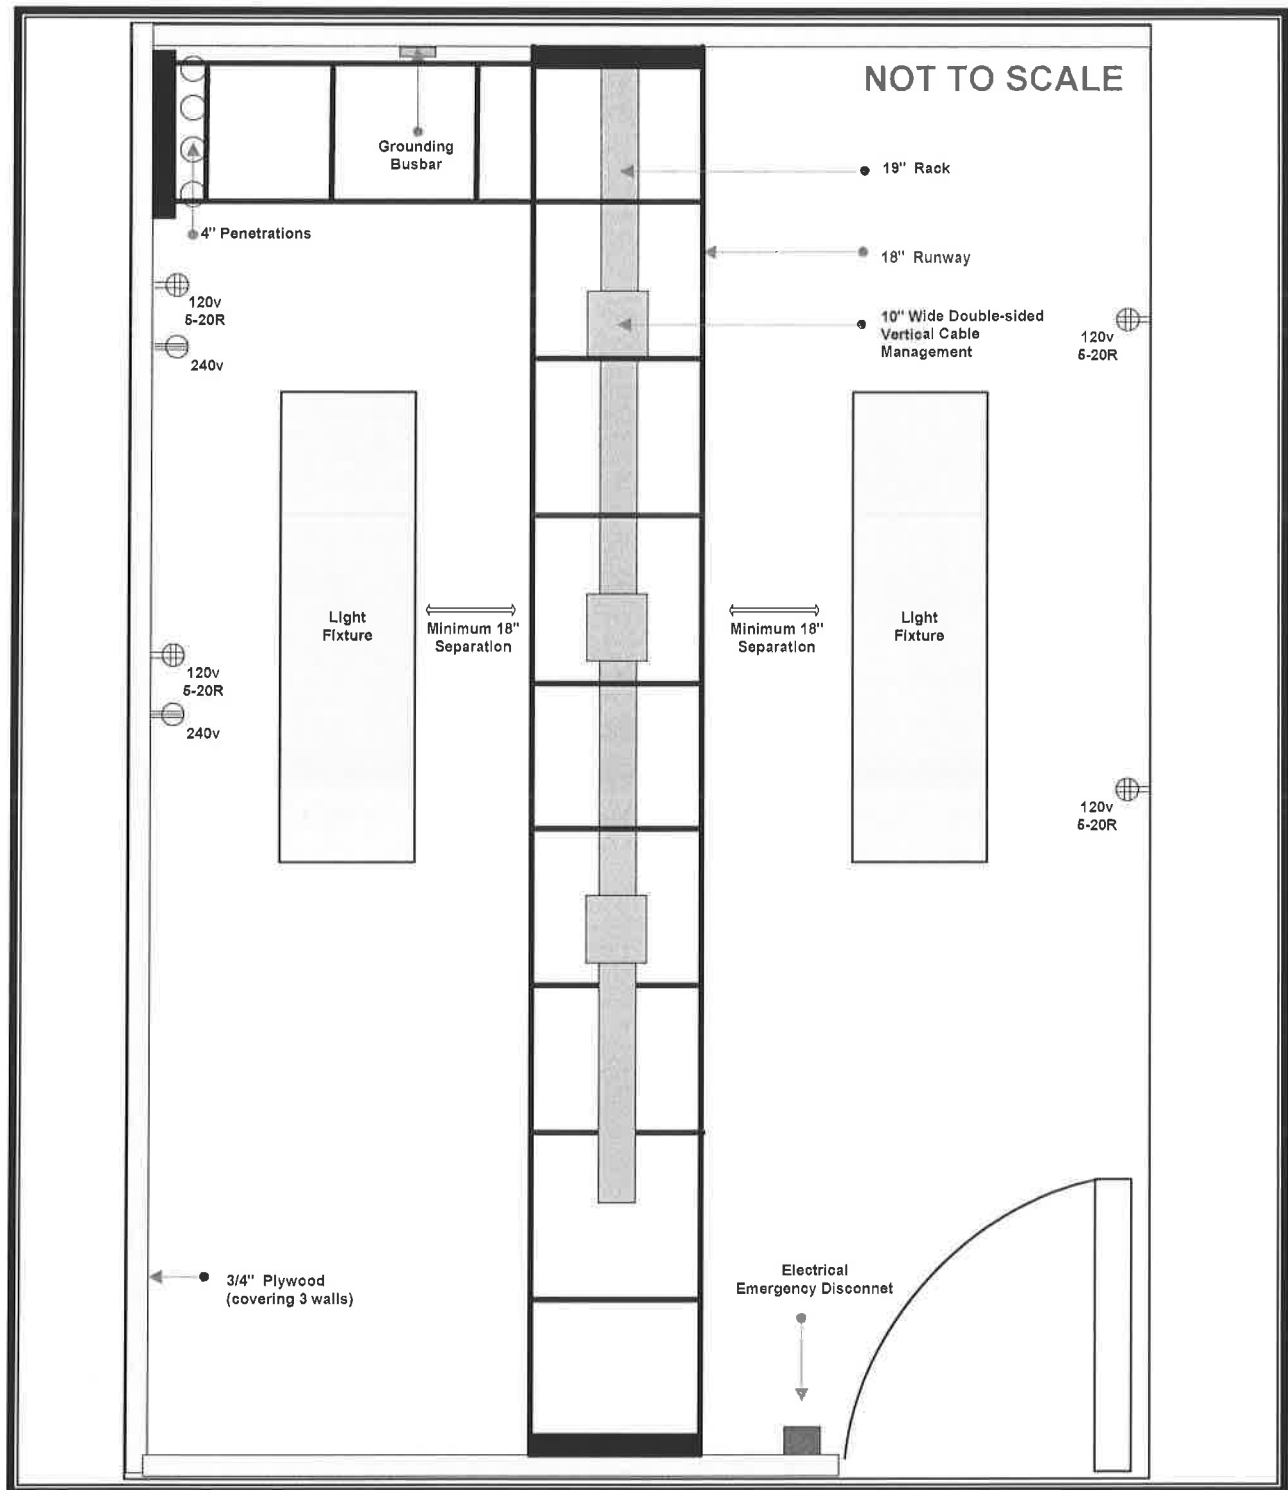 NOT TO SCALE
Grounding
Busbar
19" Rack
4" Penetrations
18" Runway
120v
5-20R
240v
10" Wide Double-sided
Vertical Cable
Management
120v
5-20R
Light
Fixture
Minimum 18"
Separation
Minimum 18"
Separation
Light
Fixture
120v
5-20R
240v
120v
5-20R
3/4" Plywood
(covering 3 walls)
Electrical
Emergency Disconnet